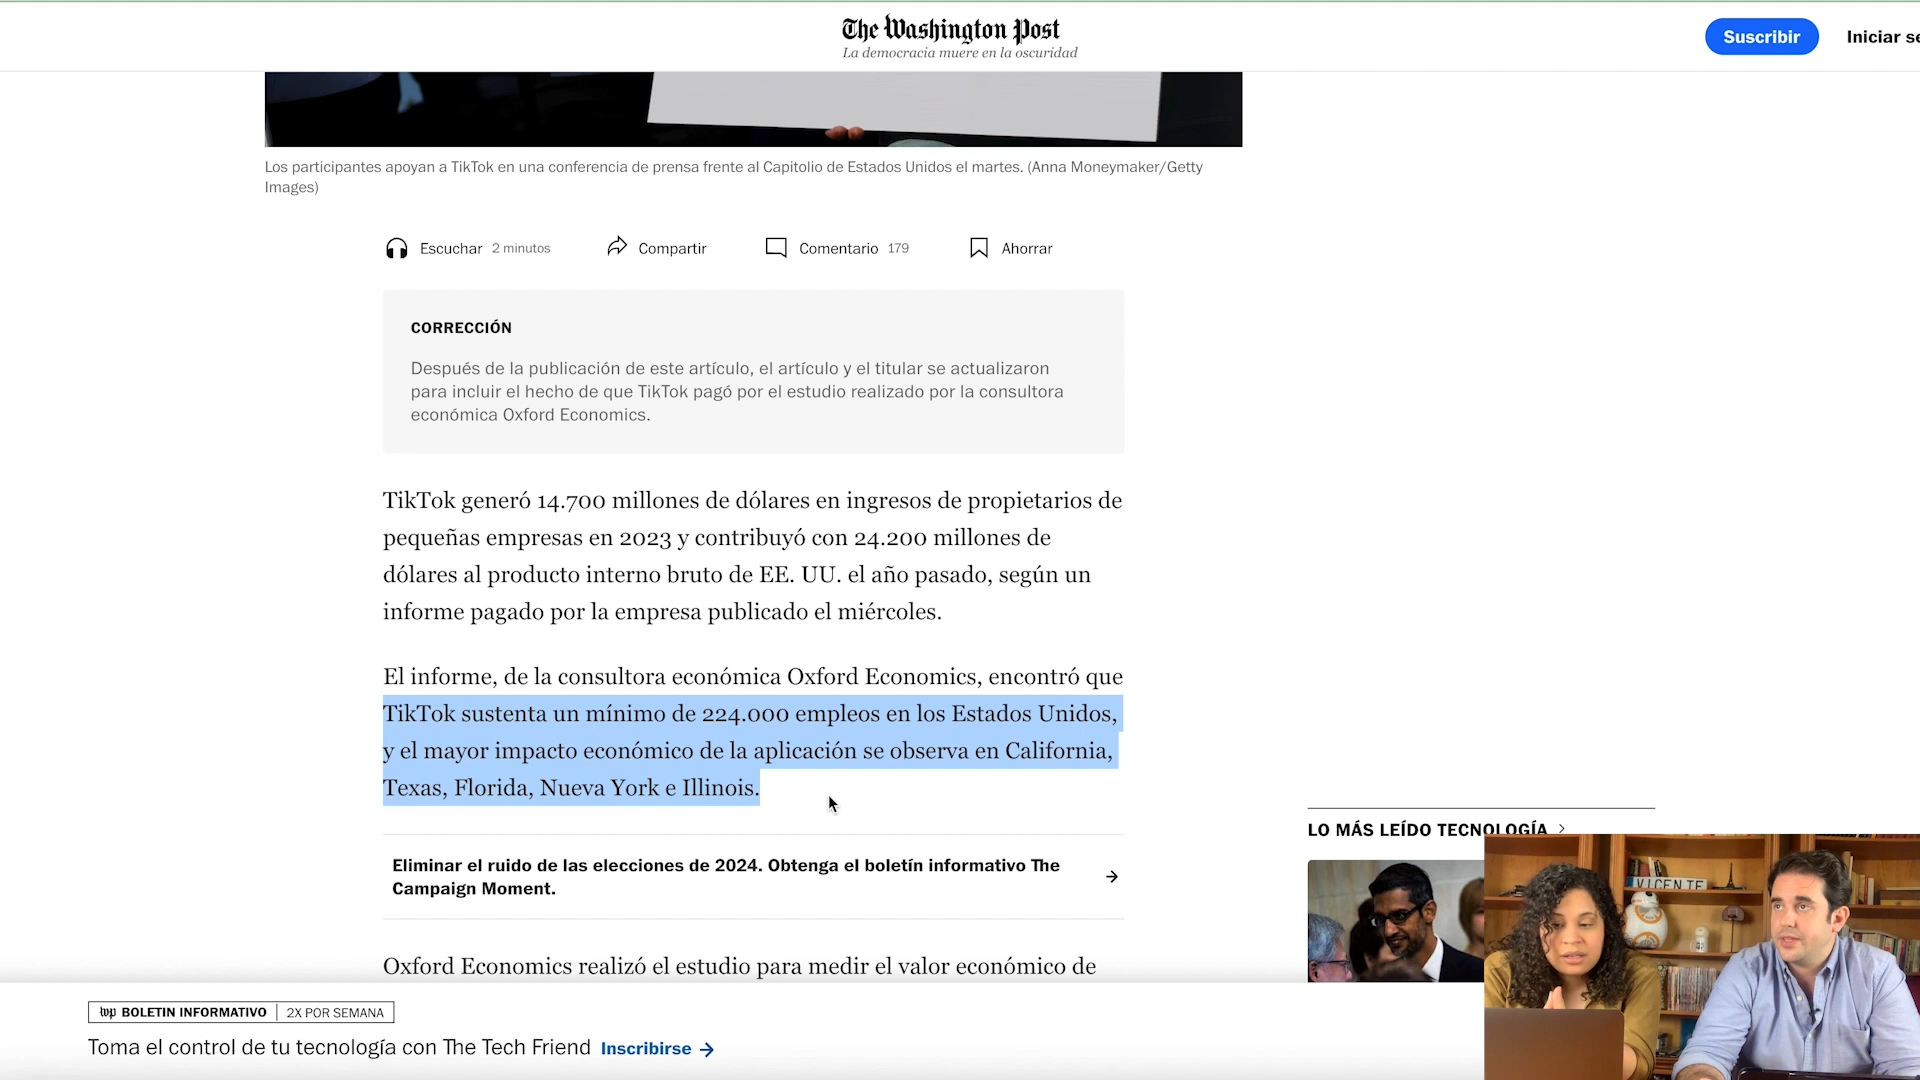 The Washington Post
La democracia muere en la oscuridad
Suscribir
Iniciar se
Los participantes apoyan a TikTok en una conferencia de prensa frente al Capitolio de Estados Unidos el martes. (Anna Moneymaker/Getty
Images)
Escuchar 2 minutos
Compartir
Comentario 179
Ahorrar
CORRECCIÓN
Después de la publicación de este artículo, el artículo y el titular se actualizaron
para incluir el hecho de que TikTok pagó por el estudio realizado por la consultora
económica Oxford Economics.
TikTok generó 14.700 millones de dólares en ingresos de propietarios de
pequeñas empresas en 2023 y contribuyó con 24.200 millones de
dólares al producto interno bruto de EE. UU. el año pasado, según un
informe pagado por la empresa publicado el miércoles.
El informe, de la consultora económica Oxford Economics, encontró que
TikTok sustenta un mínimo de 224.000 empleos en los Estados Unidos,
y el mayor impacto económico de la aplicación se observa en California,
Texas, Florida, Nueva York e Illinois.
Eliminar el ruido de las elecciones de 2024. Obtenga el boletín informativo The
Campaign Moment.
LO MÁS LEÍDO TECNOLOGÍA
VICENTE
Oxford Economics realizó el estudio para medir el valor económico de
wp BOLETIN INFORMATIVO | 2X POR SEMANA
Toma el control de tu tecnología con The Tech Friend Inscribirse